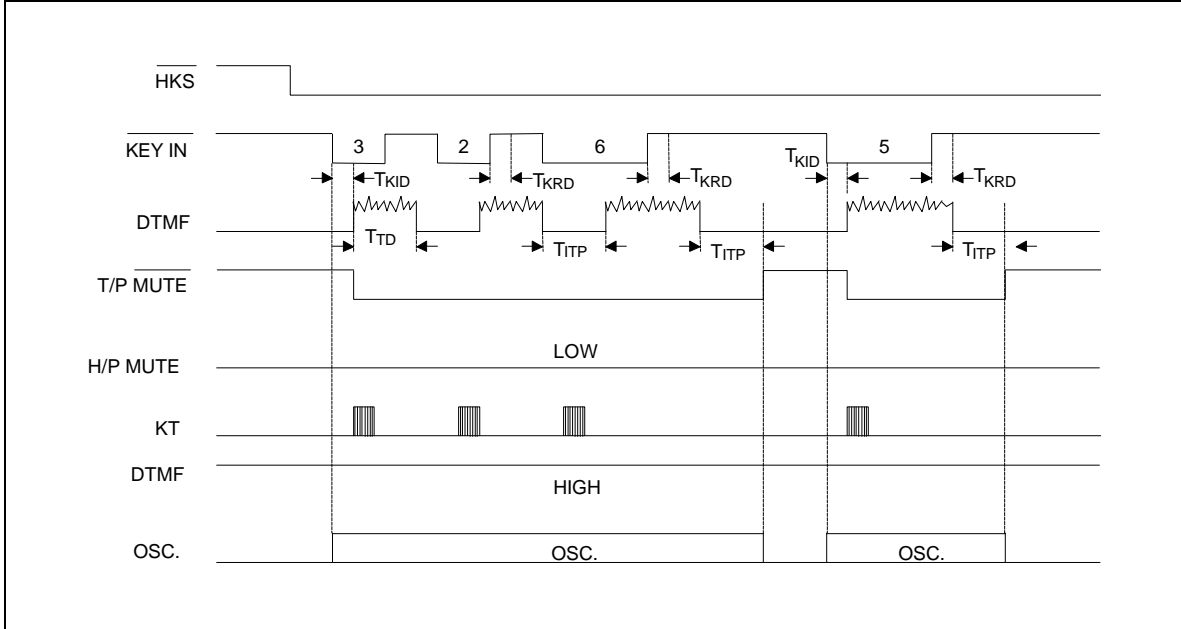 HKS
KEY IN 3 2 6 5
TKID TKRD TKRD TKID TKRD
DTMF
TTD TITP TITP TITP
T/P MUTE
LOW
H/P MUTE
KT
DTMF
HIGH
OSC. OSC. OSC.